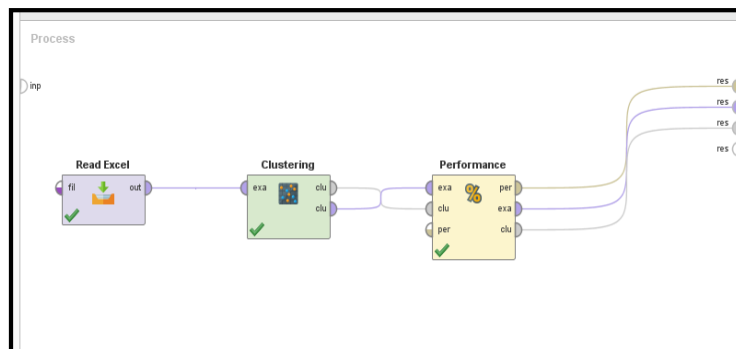 Process
inp
res
res
res
res
Read Excel
fil
out
Clustering
exa
clu
clu
Performance
exa
per
%
clu
exa
per
clu